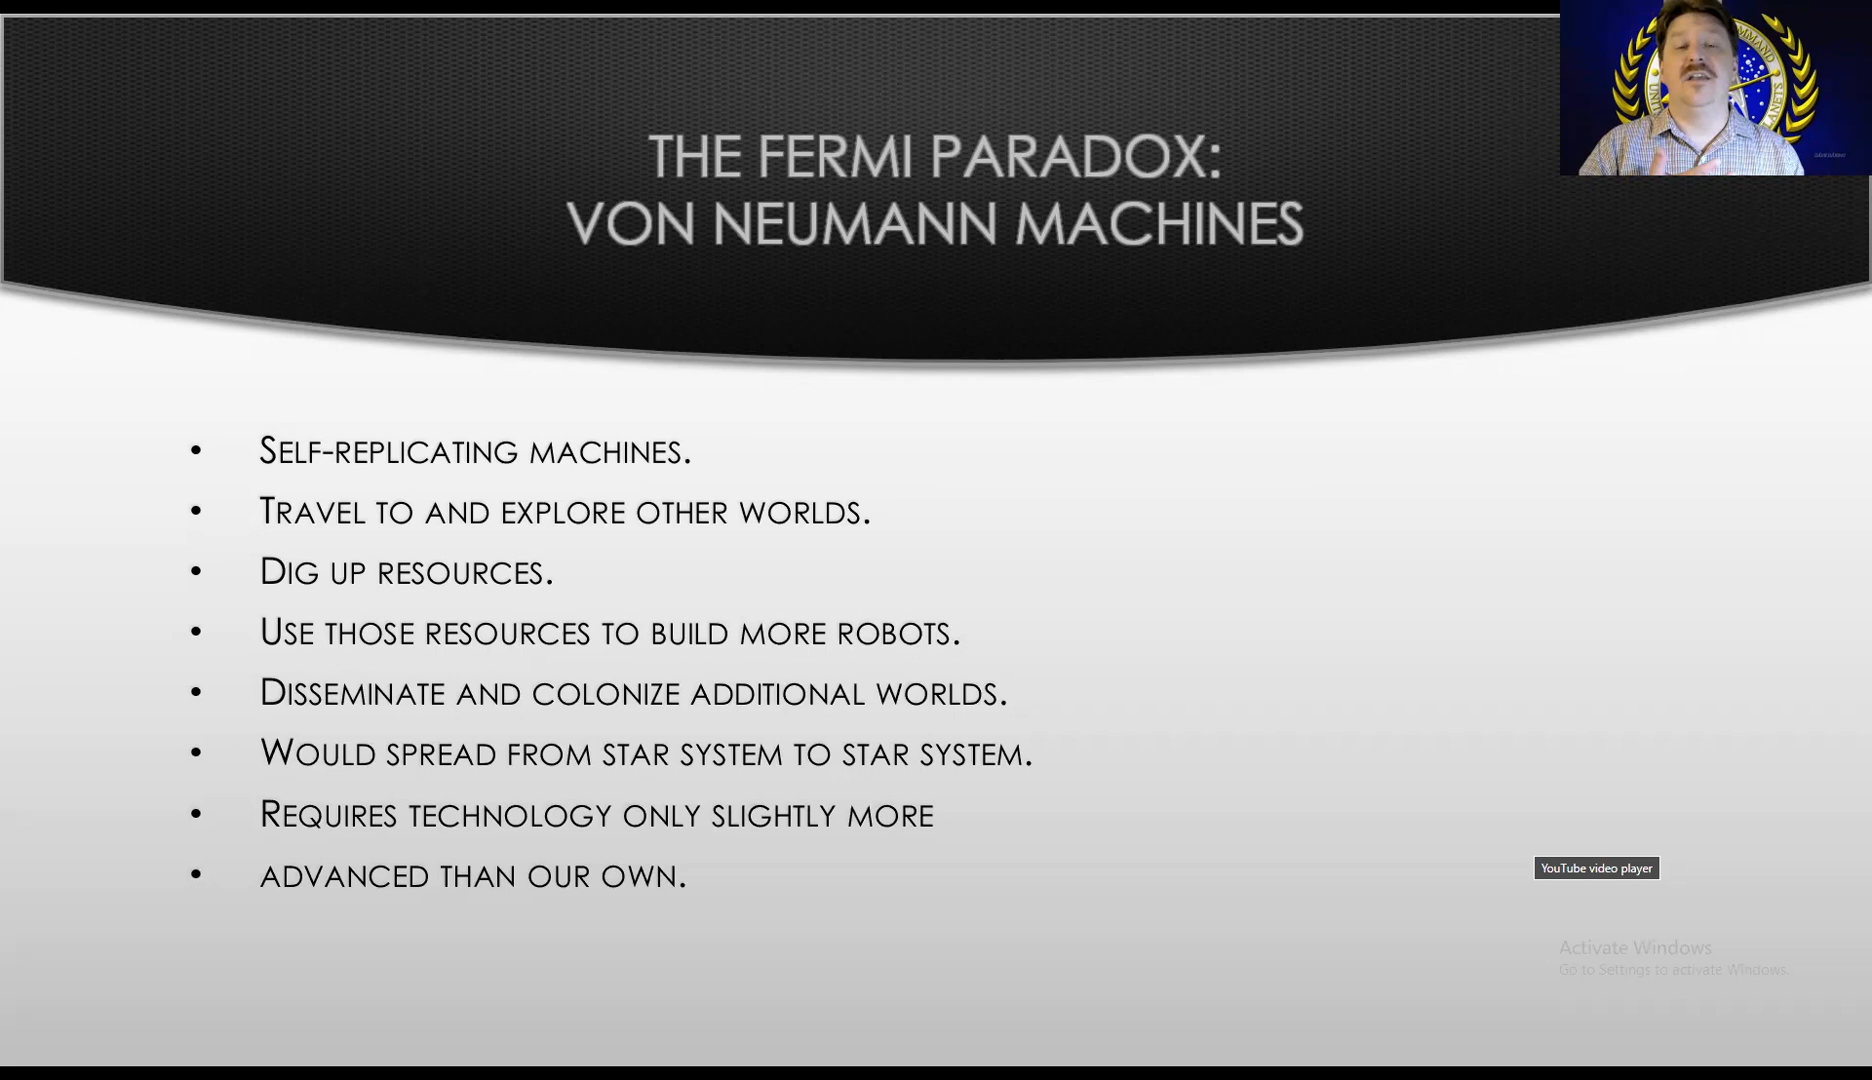 THE FERMI PARADOX:
VON NEUMANN MACHINES
• SELF-REPLICATING MACHINES.
• TRAVEL TO AND EXPLORE OTHER WORLDS.
• DIG UP RESOURCES.
• USE THOSE RESOURCES TO BUILD MORE ROBOTS.
• DISSEMINATE AND COLONIZE ADDITIONAL WORLDS.
• WOULD SPREAD FROM STAR SYSTEM TO STAR SYSTEM.
• REQUIRES TECHNOLOGY ONLY SLIGHTLY MORE
• ADVANCED THAN OUR OWN.
YouTube video player
Activate Windows
Go to Settings to activate Windows.